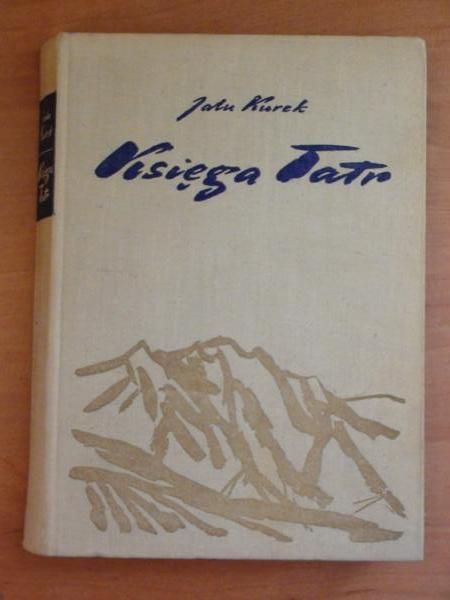 Jalu Kurek
Księga Tatr